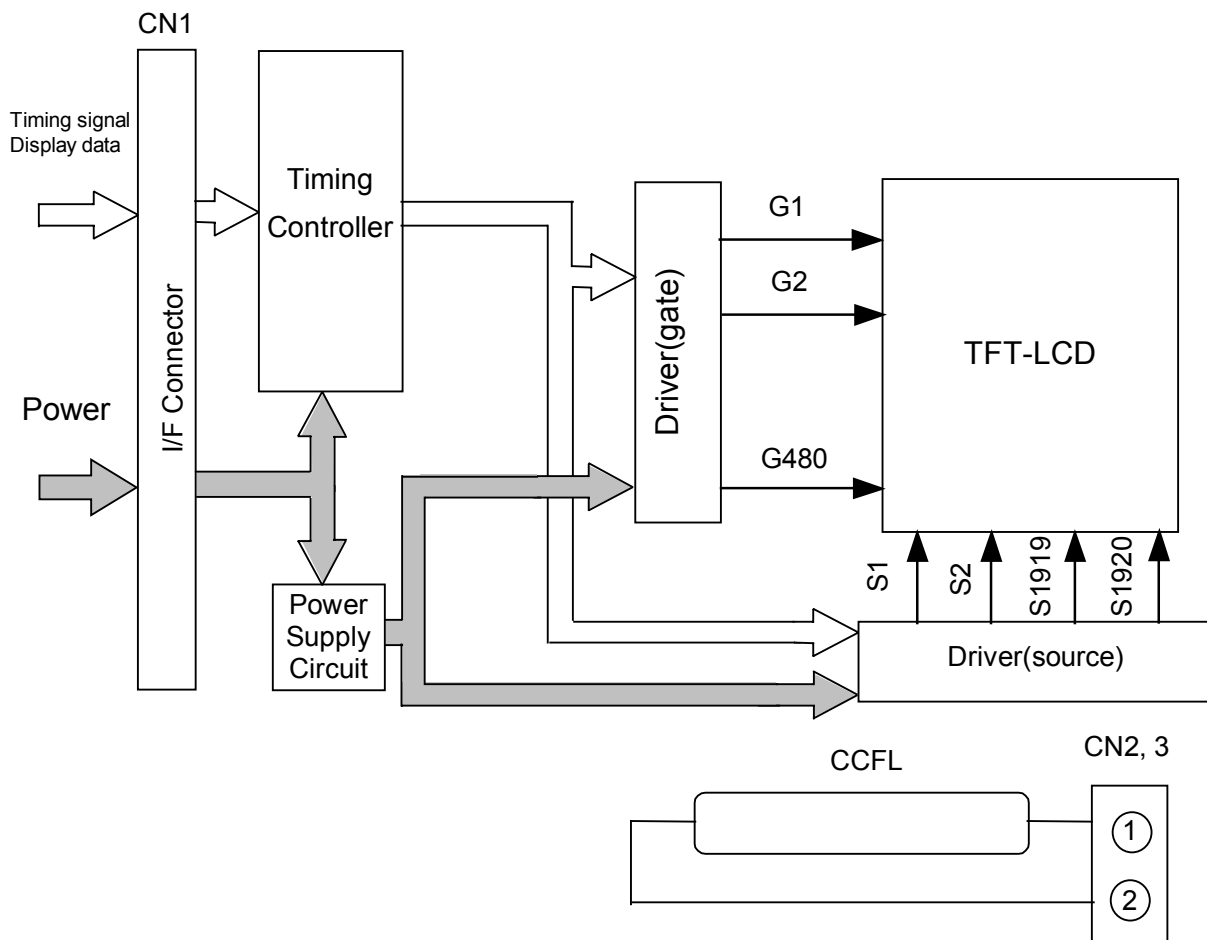 CN1
Timing signal
Display data
Power
I/F Connector
Timing
Controller
Power
Supply
Circuit
Driver(gate)
G1
G2
G480
TFT-LCD
S1
S2
S1919
S1920
Driver(source)
CCFL
CN2, 3
1
2